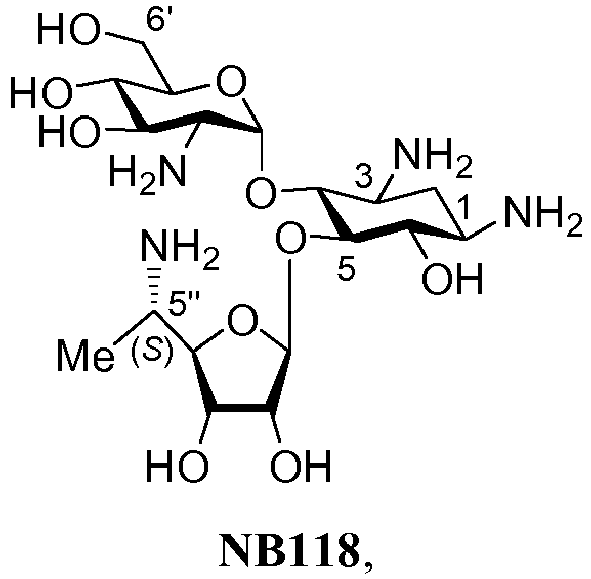 6'
HO
O
HO
HO
H2N
O
3
NH2
1
NH2
O
5
OH
NH2
5"
Me
(S)
O
HO
OH
NB118,